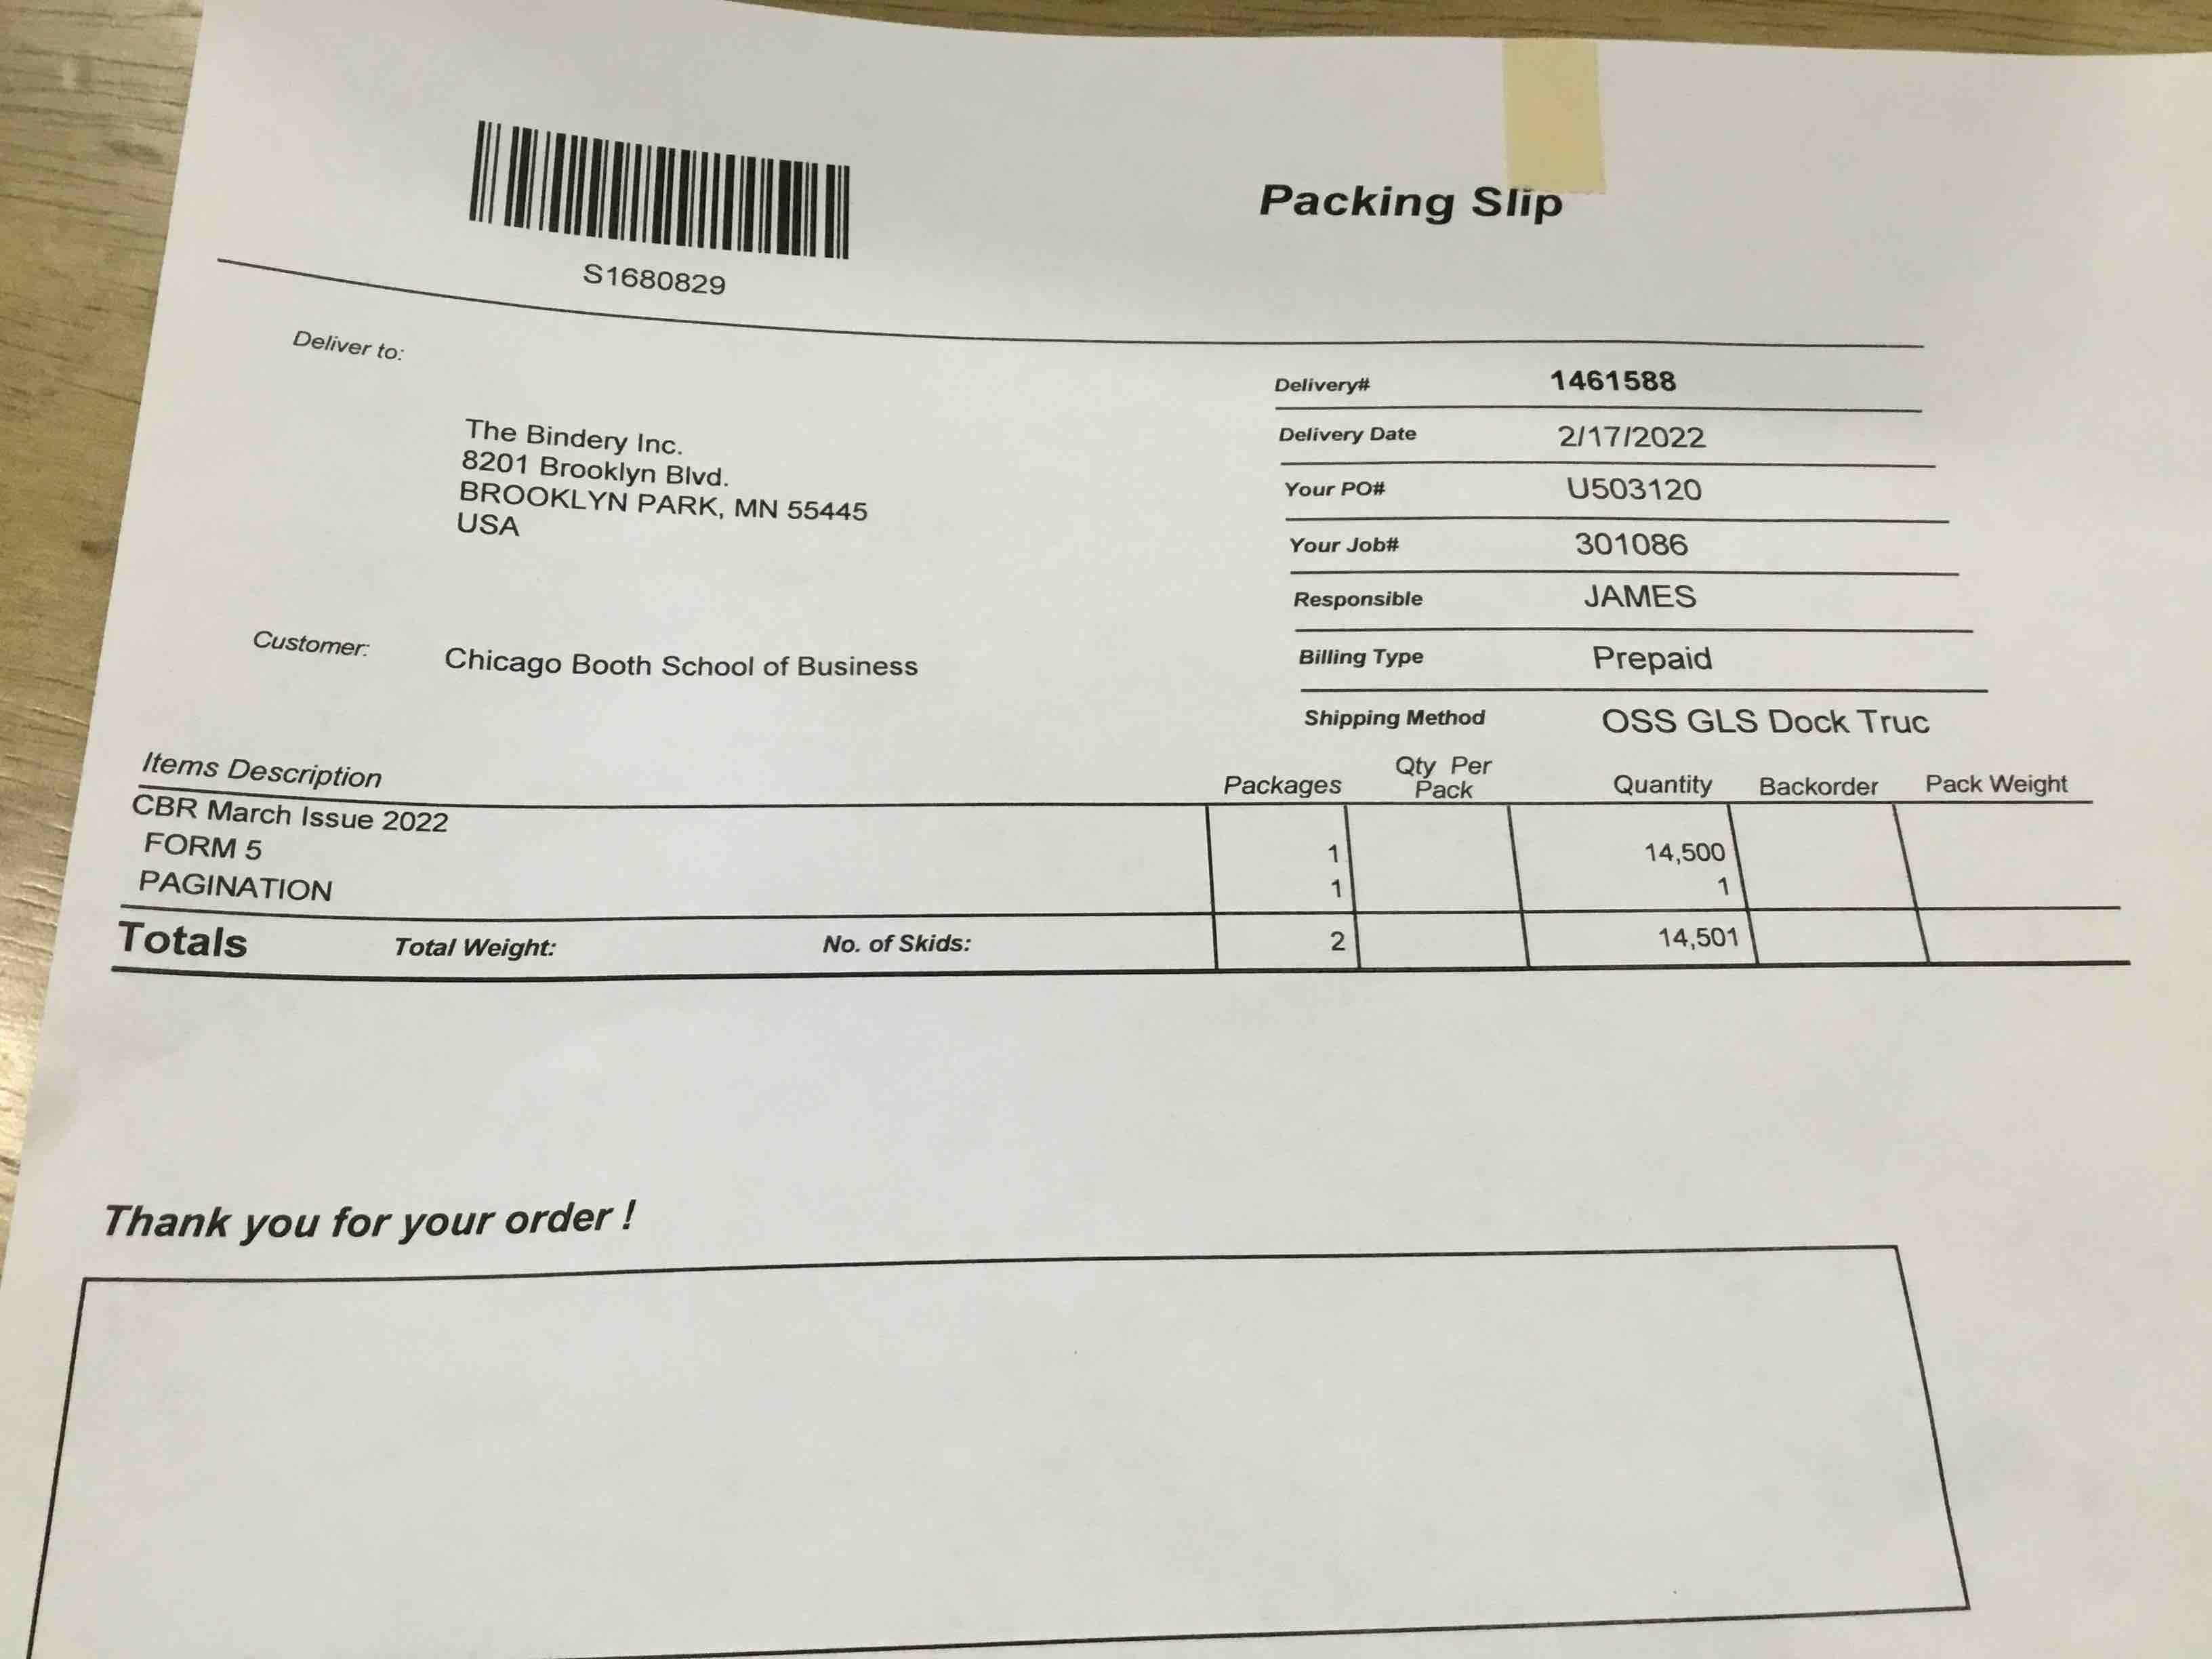 Packing Slip
S1680829
Deliver to:
The Bindery Inc.
8201 Brooklyn Blvd.
BROOKLYN PARK, MN 55445
USA
Customer: Chicago Booth School of Business
Delivery# 1461588
Delivery Date 2/17/2022
Your PO# U503120
Your Job# 301086
Responsible JAMES
Billing Type Prepaid
Shipping Method OSS GLS Dock Truc
Items Description Packages Qty Per Pack Quantity Backorder Pack Weight
CBR March Issue 2022
FORM 5 1 14,500
PAGINATION 1 1
Totals Total Weight: No. of Skids: 2 14,501
Thank you for your order !